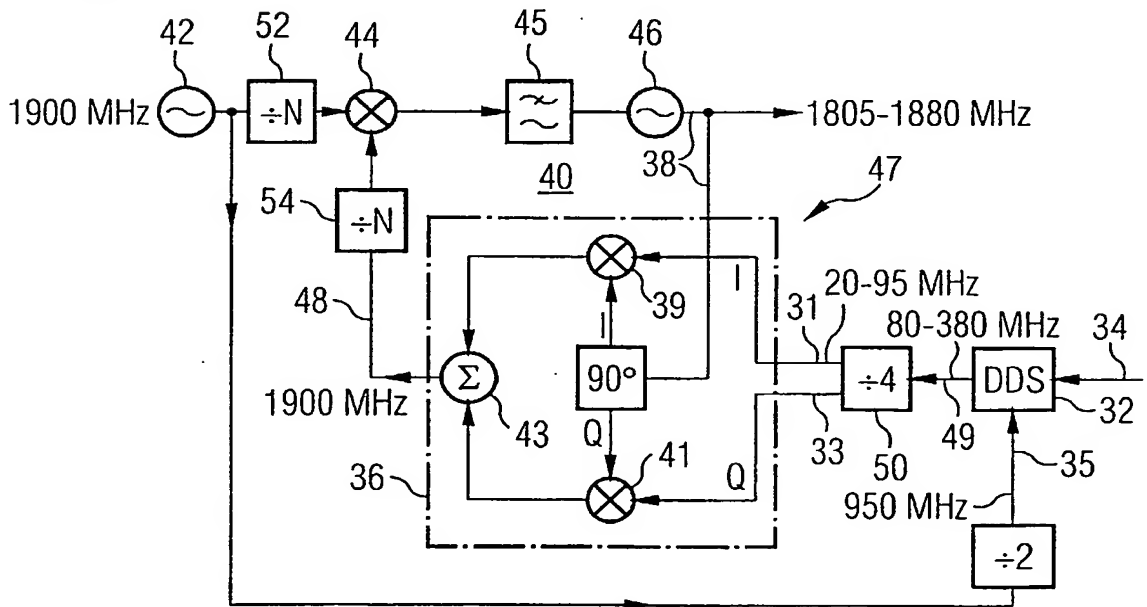 42
52
44
45
46
1900 MHz
÷N
1805-1880 MHz
38
40
47
54
÷N
39
I
20-95 MHz
31
80-380 MHz
34
48
I
90°
÷4
DDS
Σ
1900 MHz
43
Q
41
33
49
32
50
36
Q
35
950 MHz
÷2